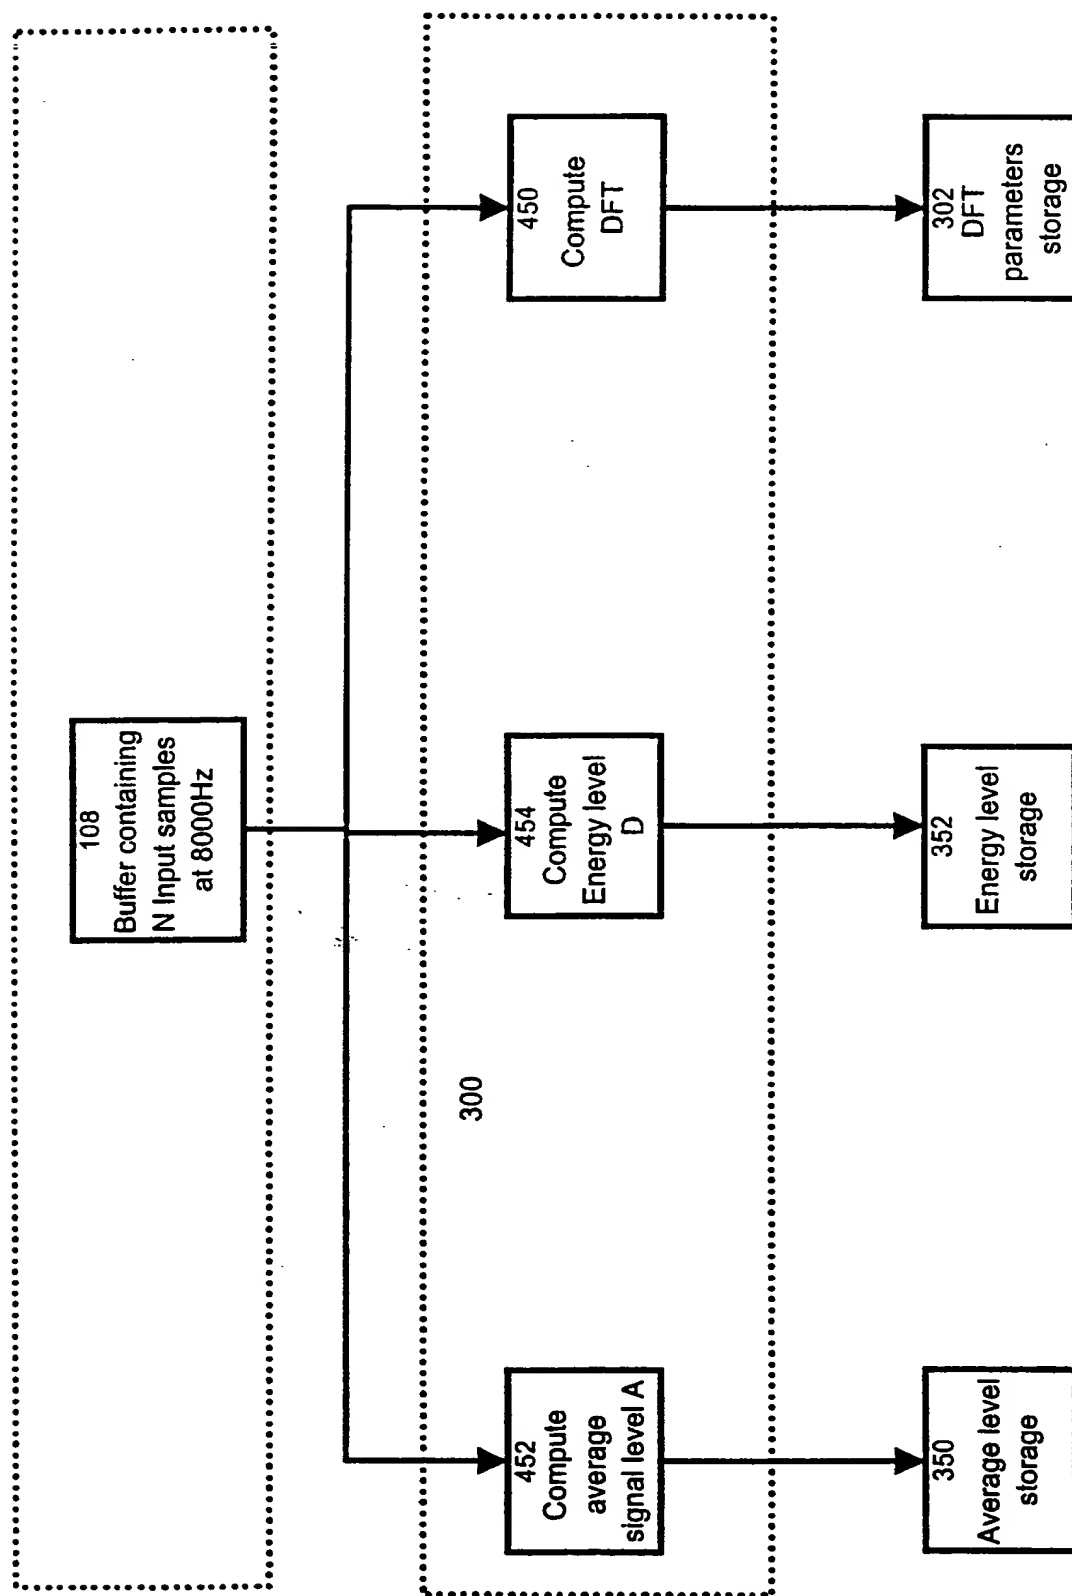 108
Buffer containing
N Input samples
at 8000Hz
300
452
Compute
average
signal level A
454
Compute
Energy level
D
450
Compute
DFT
350
Average level
storage
352
Energy level
storage
302
DFT
parameters
storage